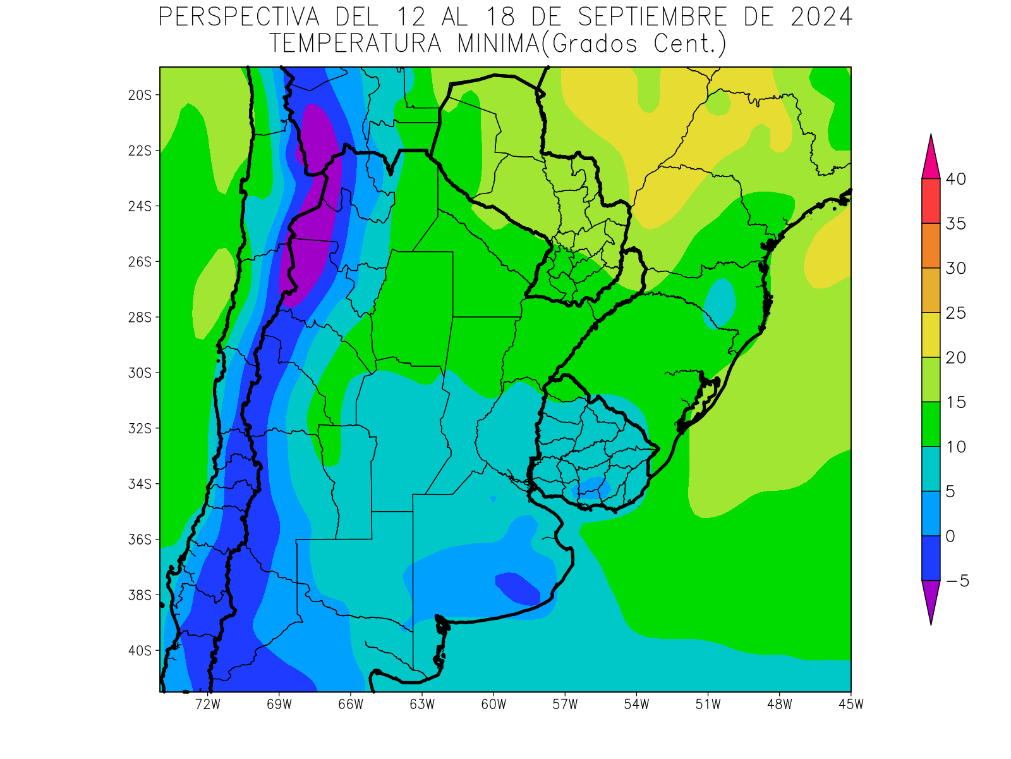 PERSPECTIVA DEL 12 AL 18 DE SEPTIEMBRE DE 2024
TEMPERATURA MINIMA(Grados Cent.)
20S
22S
24S
26S
28S
30S
32S
34S
36S
38S
40S
72W
69W
66W
63W
60W
57W
54W
51W
48W
45W
40
35
30
25
20
15
10
5
0
−5